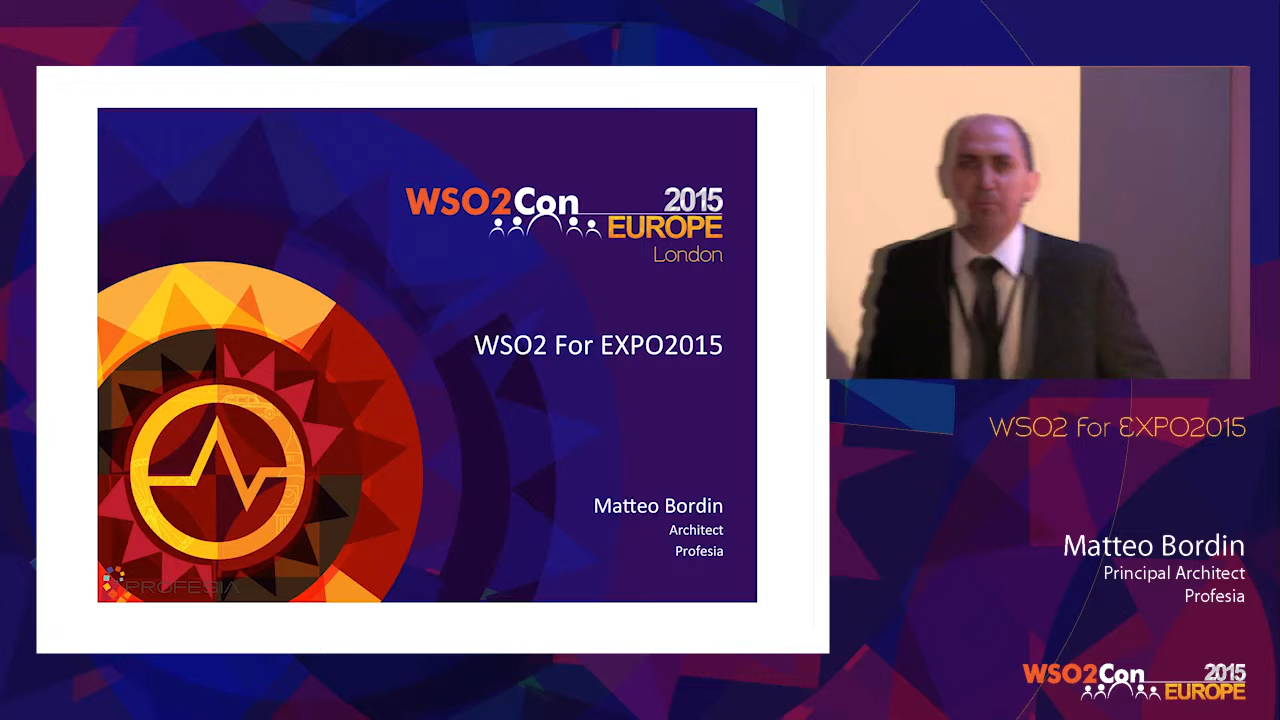 WSO2Con 2015
EUROPE
London
WSO2 For EXPO2015
Matteo Bordin
Architect
Profesia
PROFESIA
WSO2 For EXPO2015
Matteo Bordin
Principal Architect
Profesia
WSO2Con 2015
EUROPE